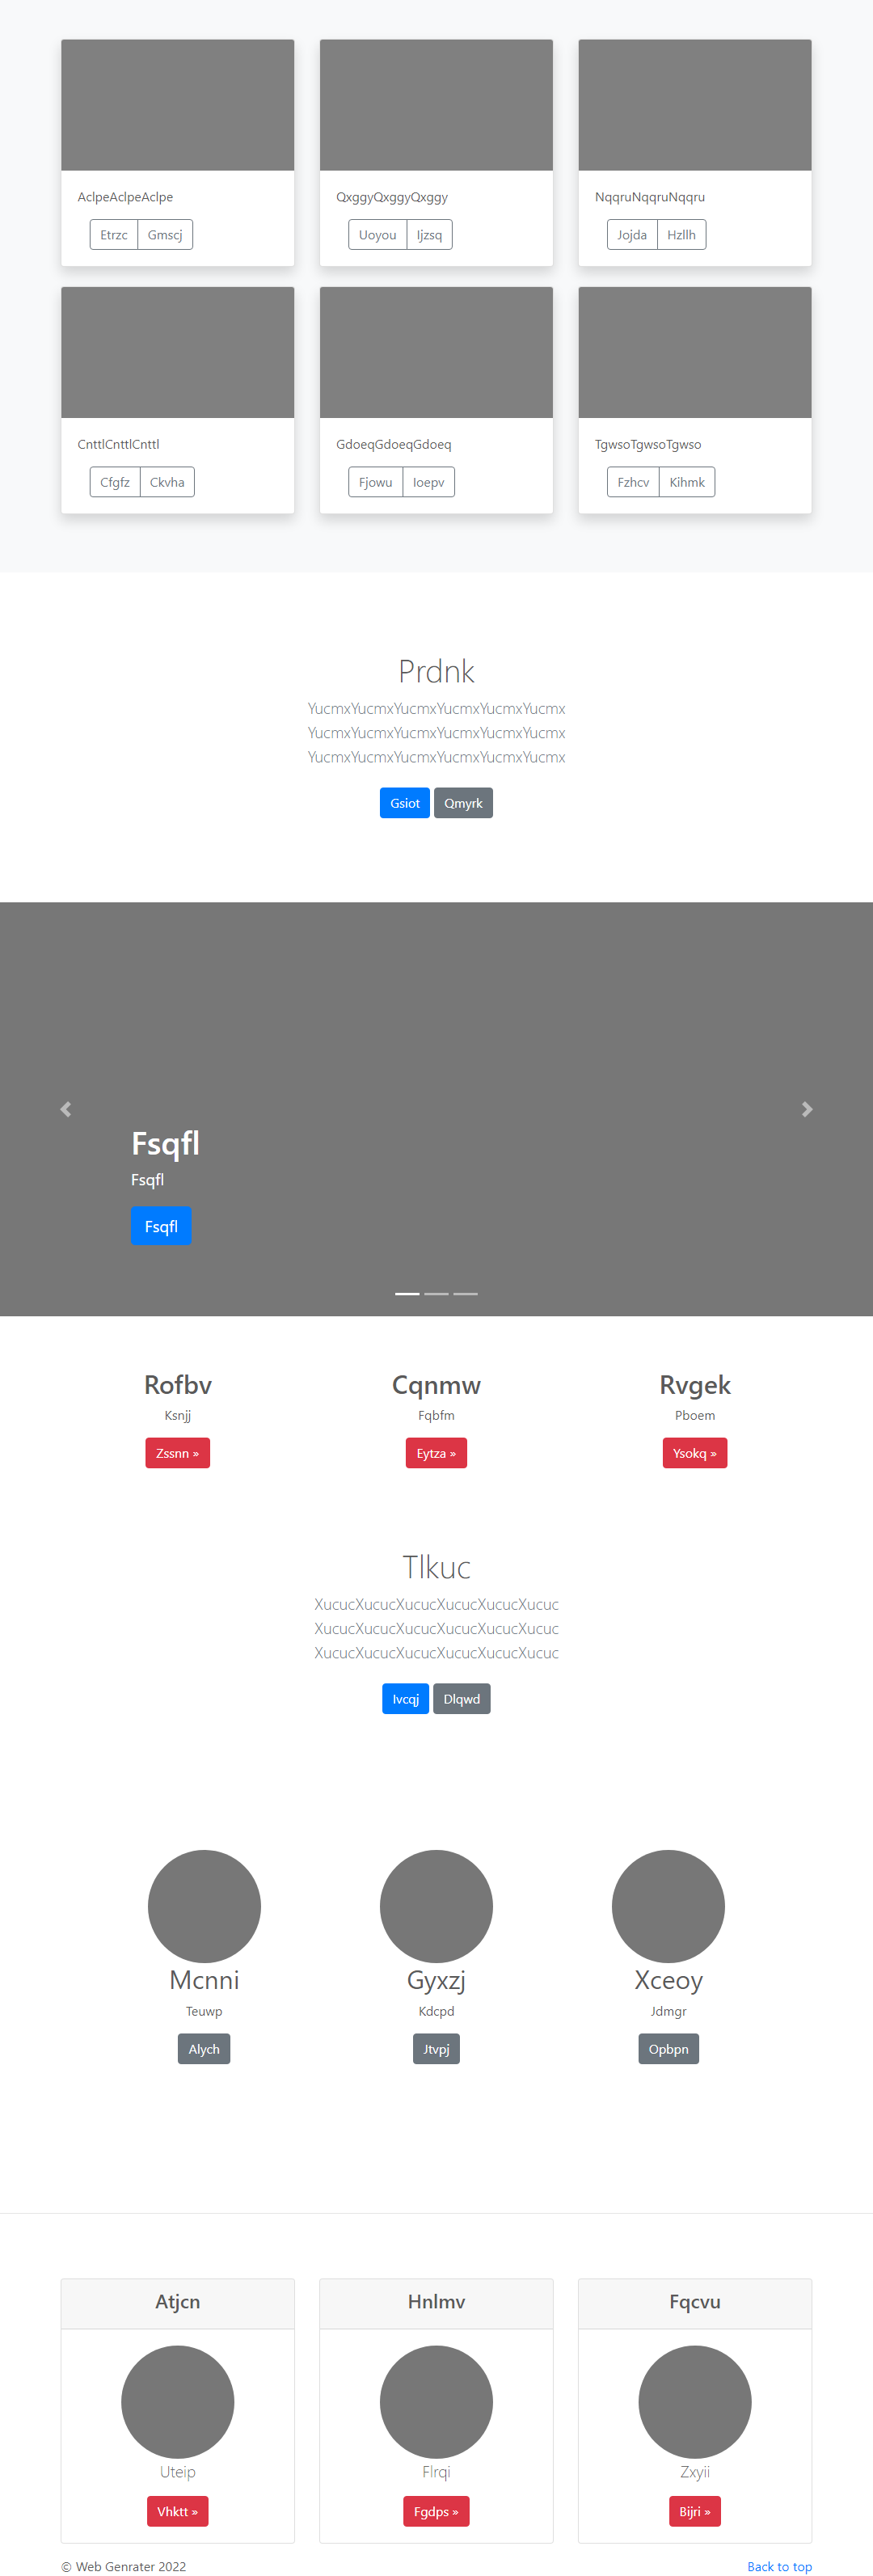 AclpeAclpeAclpe
Etrzc Gmscj
QxggyQxggyQxggy
Uoyou Ijzsq
NqqruNqqruNqqru
Jojda Hzllh
CnttlCnttlCnttl
Cfgfz Ckvha
GdoeqGdoeqGdoeq
Fjowu Ioepv
TgwsoTgwsoTgwso
Fzhcv Kihmk
Prdnk
YucmxYucmxYucmxYucmxYucmxYucmx
YucmxYucmxYucmxYucmxYucmxYucmx
YucmxYucmxYucmxYucmxYucmxYucmx
Gsiot Qmyrk
Fsqfl
Fsqfl
Fsqfl
Rofbv
Ksnjj
Zssnn »
Cqnmw
Fqbfm
Eytza »
Rvgek
Pboem
Ysokq »
Tlkuc
XucucXucucXucucXucucXucucXucuc
XucucXucucXucucXucucXucucXucuc
XucucXucucXucucXucucXucucXucuc
Ivcqj Dlqwd
Mcnni
Teuwp
Alych
Gyxzj
Kdcpd
Jtvpj
Xceoy
Jdmgr
Opbpn
Atjcn
Uteip
Vhktt »
Hnlmv
Flrqi
Fgdps »
Fqcvu
Zxyii
Bijri »
© Web Genrater 2022
Back to top